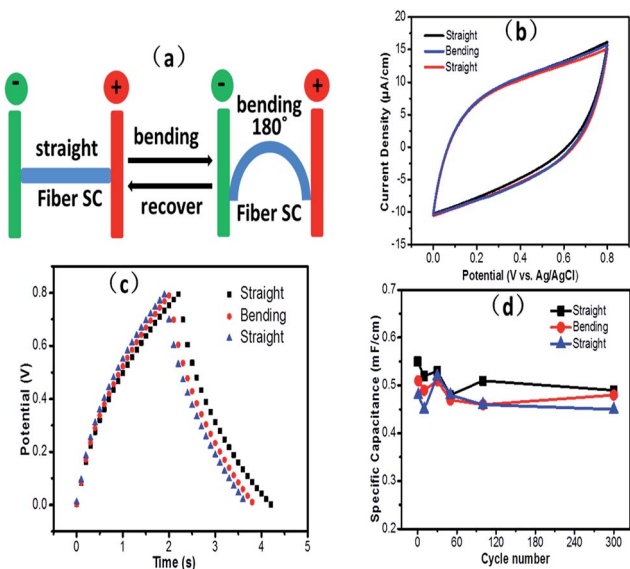 (a)
- + - +
straight
Fiber SC
bending
recover
bending
180°
Fiber SC
(b)
Straight
Bending
Straight
Current Density (μA/cm)
20
15
10
5
0
-5
-10
-15
0.0 0.2 0.4 0.6 0.8
Potential (V vs. Ag/AgCl)
(c)
Straight
Bending
Straight
Potential (V)
0.8
0.6
0.4
0.2
0.0
0 1 2 3 4 5
Time (s)
(d)
Straight
Bending
Straight
Specific Capacitance (mF/cm)
0.7
0.6
0.5
0.4
0.3
0.2
0 60 120 180 240 300
Cycle number